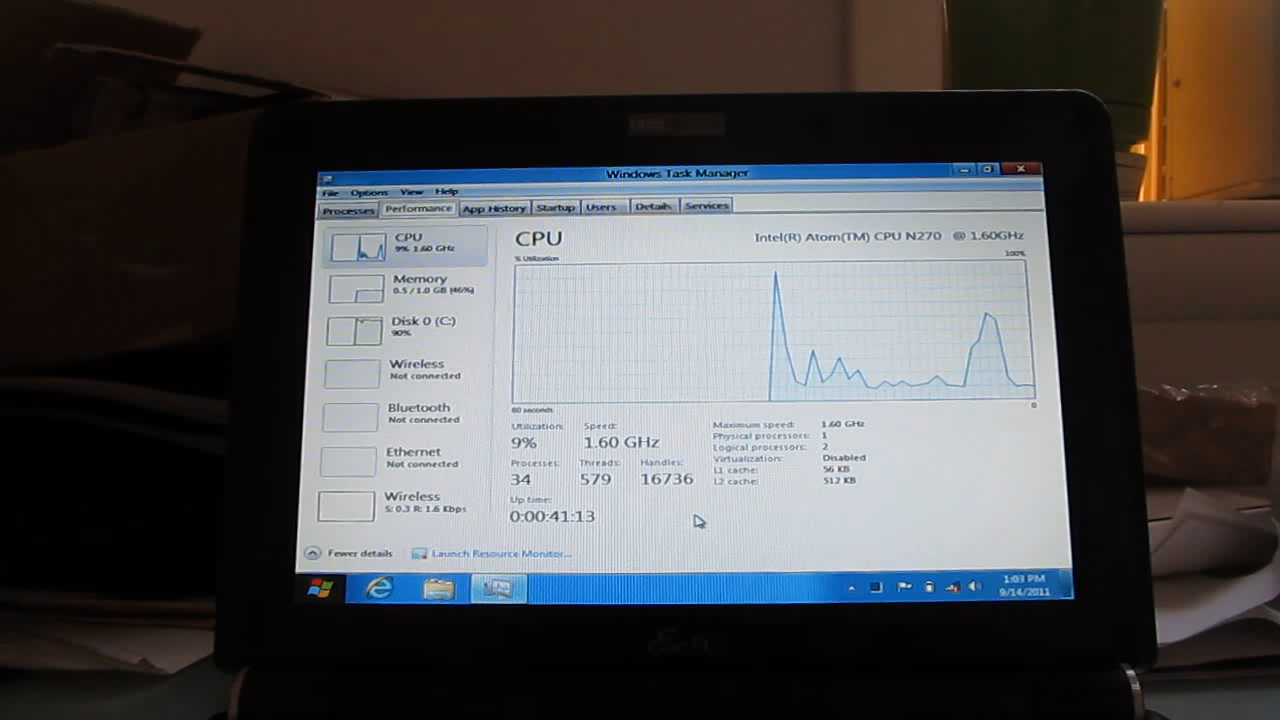 Windows Task Manager
File Options View Help
Processes Performance App History Startup Users Details Services
CPU
9% 1.60 GHz
Memory
0.5 / 1.0 GB (46%)
Disk 0 (C:)
90%
Wireless
Not connected
Bluetooth
Not connected
Ethernet
Not connected
Wireless
S: 0.3 R: 1.6 Kbps
CPU
Intel(R) Atom(TM) CPU N270 @ 1.60GHz
% Utilization 100%
60 seconds 0
Utilization: Speed:
9% 1.60 GHz
Processes: Threads: Handles:
34 579 16736
Up time:
0:00:41:13
Maximum speed: 1.60 GHz
Physical processors: 1
Logical processors: 2
Virtualization: Disabled
L1 cache: 56 KB
L2 cache: 512 KB
Fewer details Launch Resource Monitor...
1:03 PM
9/14/2011